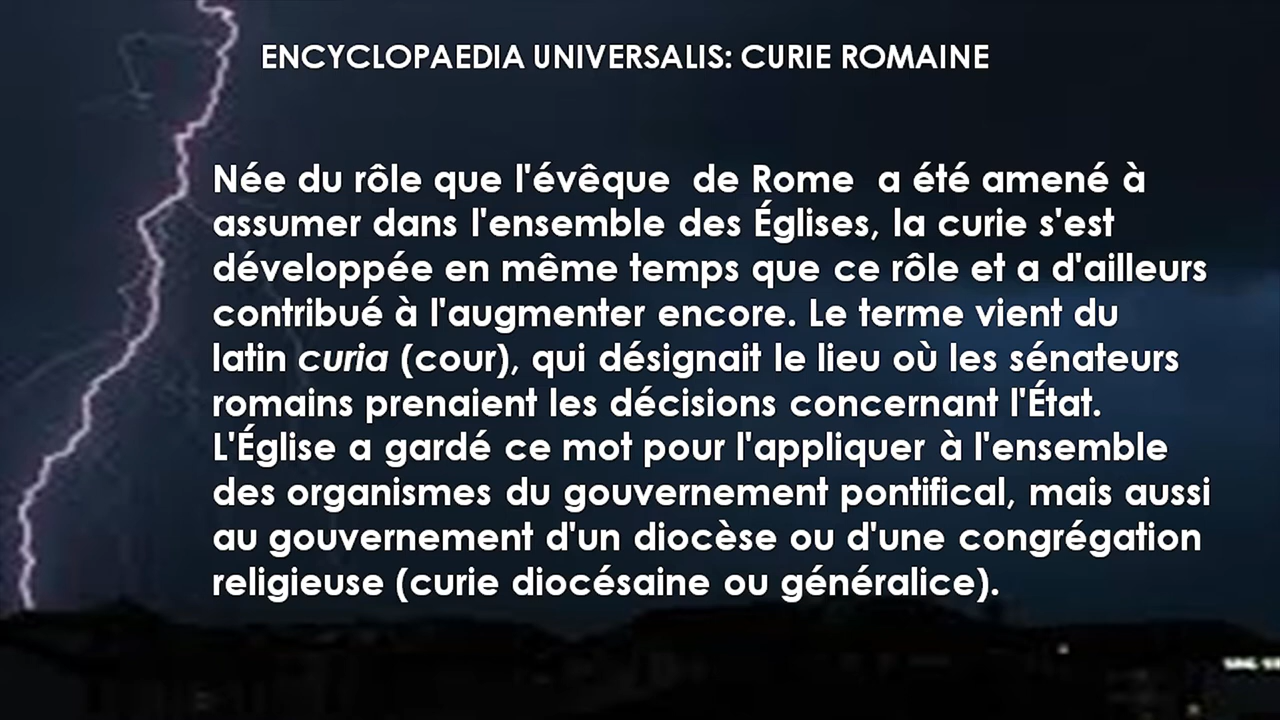 ENCYCLOPAEDIA UNIVERSALIS: CURIE ROMAINE
Née du rôle que l'évêque de Rome a été amené à
assumer dans l'ensemble des Églises, la curie s'est
développée en même temps que ce rôle et a d'ailleurs
contribué à l'augmenter encore. Le terme vient du
latin curia (cour), qui désignait le lieu où les sénateurs
romains prenaient les décisions concernant l'État.
L'Église a gardé ce mot pour l'appliquer à l'ensemble
des organismes du gouvernement pontifical, mais aussi
au gouvernement d'un diocèse ou d'une congrégation
religieuse (curie diocésaine ou généralice).